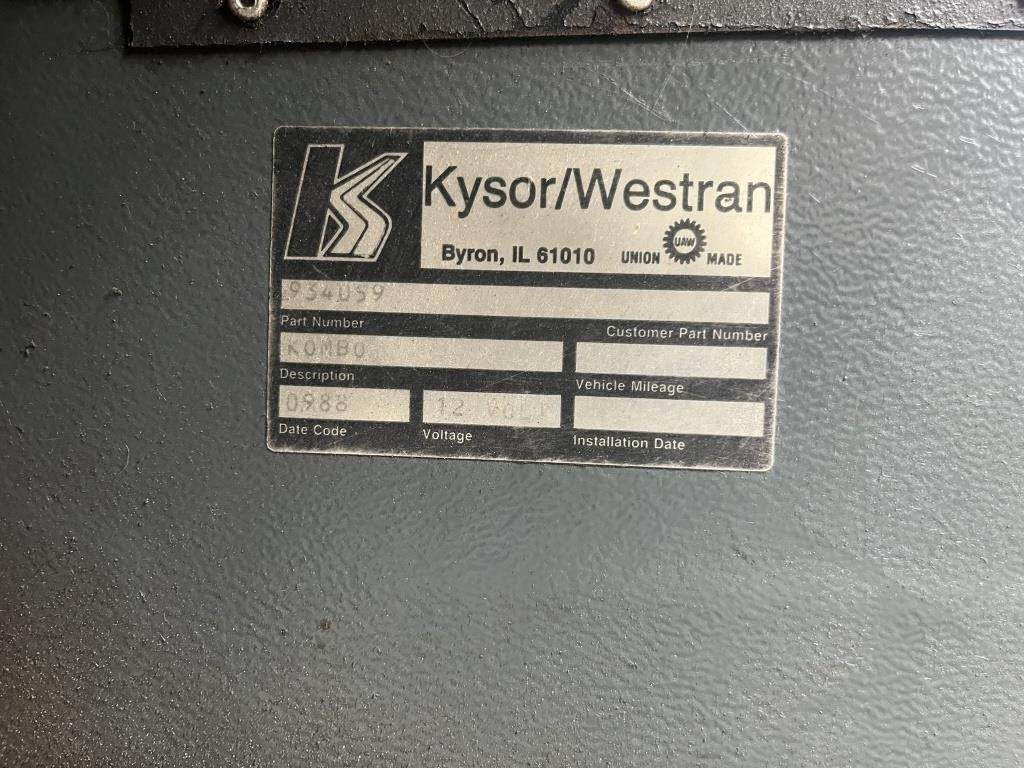 Kysor/Westran
Byron, IL 61010 UNION UAW MADE
Part Number Customer Part Number
KOMBO
Description Vehicle Mileage
0988 12 VOLT
Date Code Voltage Installation Date